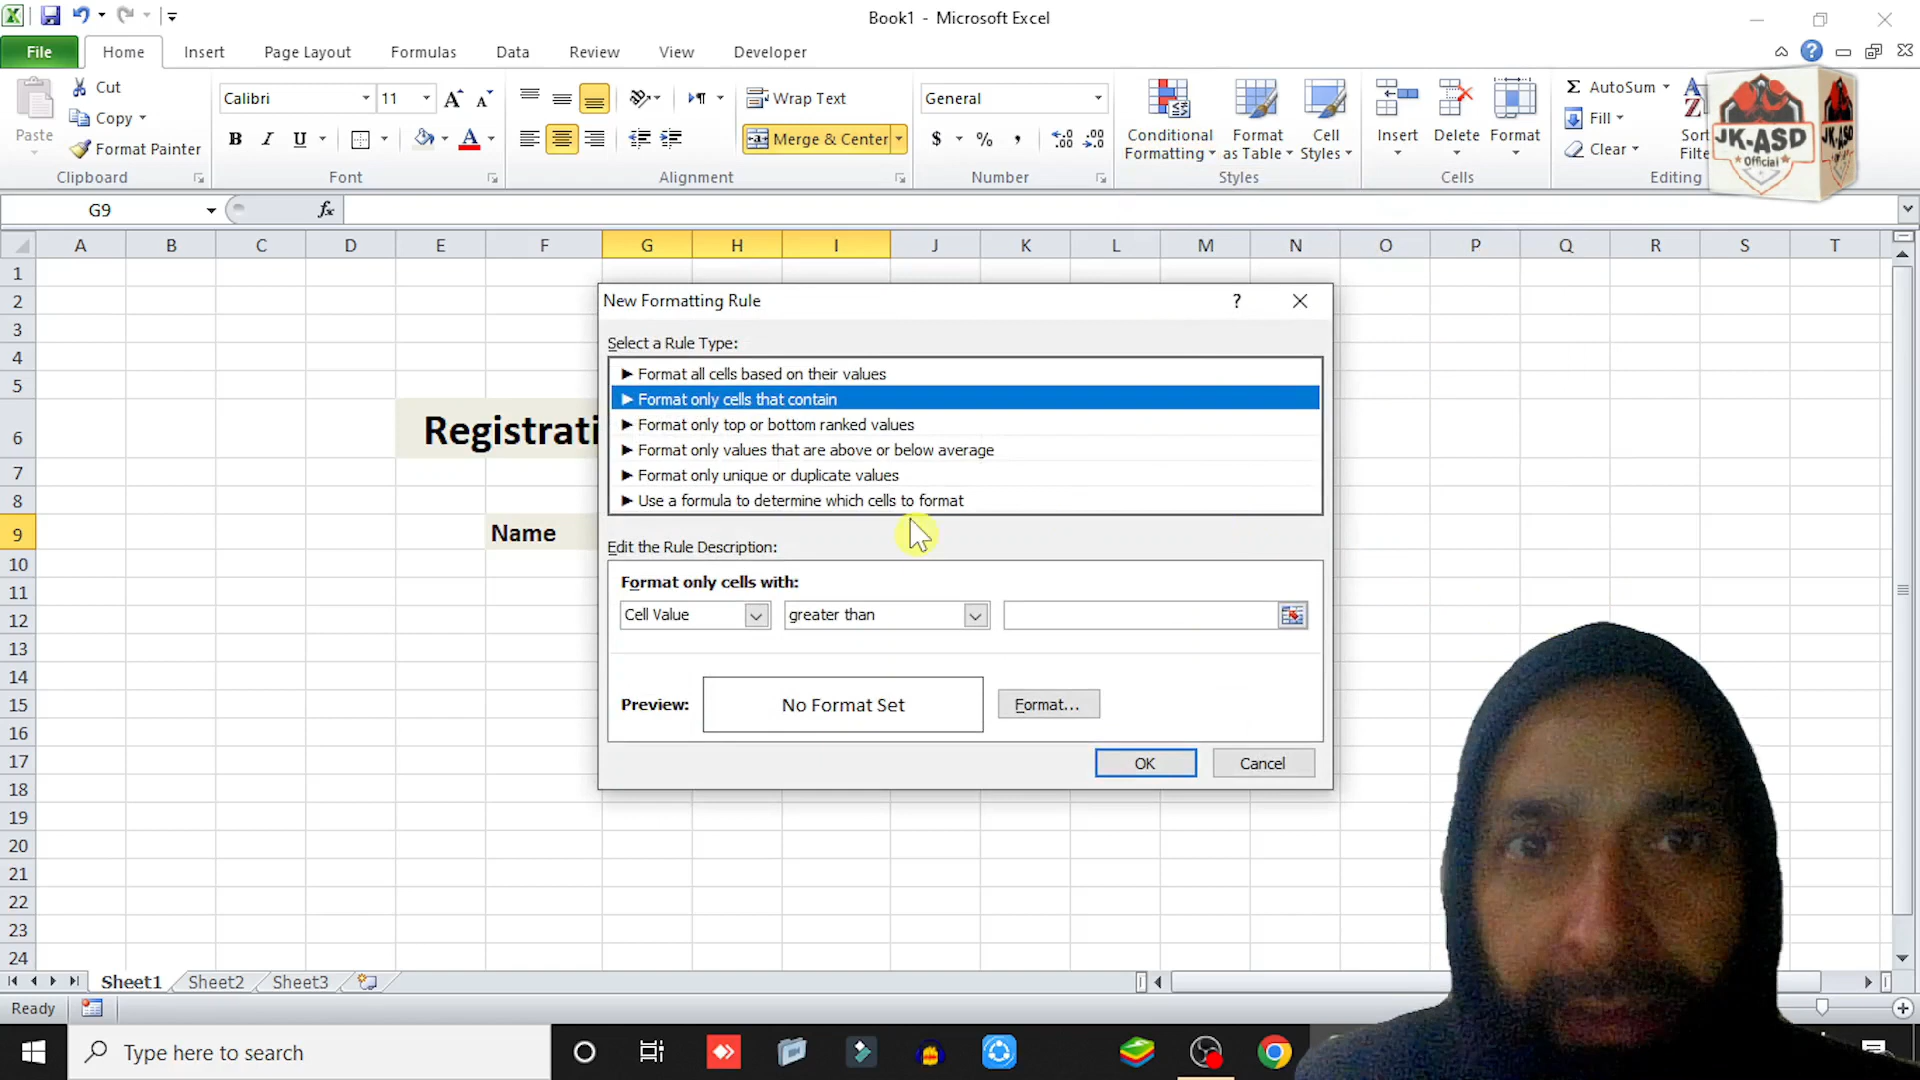 Book1 - Microsoft Excel
File Home Insert Page Layout Formulas Data Review View Developer
Paste
Cut
Copy
Format Painter
Clipboard
Calibri 11
B I U A
Font
Wrap Text
Merge & Center
Alignment
General
$ % ,
Number
Conditional Formatting
Format as Table
Cell Styles
Styles
Insert Delete Format
Cells
AutoSum
Fill
Clear
Sort
Filte
Editing
JK-ASD
Official
JK-ASD
G9
fx
A B C D E F G H I J K L M N O P Q R S T
1
2
3
4
5
6
7
8
9
10
11
12
13
14
15
16
17
18
19
20
21
22
23
24
Registrati
Name
New Formatting Rule
Select a Rule Type:
► Format all cells based on their values
► Format only cells that contain
► Format only top or bottom ranked values
► Format only values that are above or below average
► Format only unique or duplicate values
► Use a formula to determine which cells to format
Edit the Rule Description:
Format only cells with:
Cell Value greater than
Preview: No Format Set Format...
OK Cancel
Sheet1 Sheet2 Sheet3
Ready
Type here to search